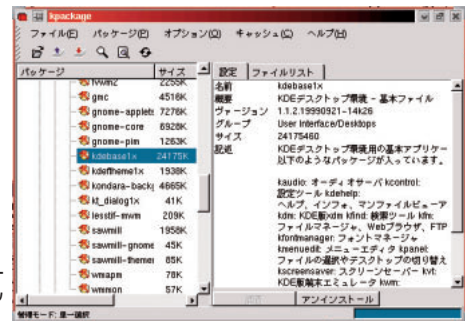 kpackage
ファイル(F) パッケージ(P) オプション(O) キャッシュ(C) ヘルプ(H)
パッケージ サイズ
fvwm2 2255K
gmc 4516K
gnome-applets 7276K
gnome-core 6928K
gnome-pim 1263K
kdebase1x 24175K
kdeftheme1x 1938K
kondara-back 4665K
kt_dialog1x 41K
lesstif-mwm 209K
sawmill 1958K
sawmill-gnome 45K
sawmill-themer 85K
wmapm 78K
wmmon 57K
設定 ファイルリスト
名前 kdebase1x
概要 KDEデスクトップ環境 - 基本ファイル
ヴァージョン 1.1.2.19990921-14k26
グループ User Interface/Desktops
サイズ 24175460
記述 KDEデスクトップ環境用の基本アプリケー
以下のようなパッケージが入っています。
kaudio: オーディオサーバ kcontrol:
設定ツール kdehelp:
ヘルプ、インフォ、マンファイルビューア
kdm: KDE版xdm kfind: 検索ツール kfm:
ファイルマネージャ、Webブラウザ、FTP
kfontmanager: フォントマネージャ
kmenuedit: メニューエディタ kpanel:
ファイルの選択やデスクトップの切り替え
kscreensaver: スクリーンセーバー kvt:
KDE版端末エミュレータ kwm:
アンインストール
管理モード: 単一選択